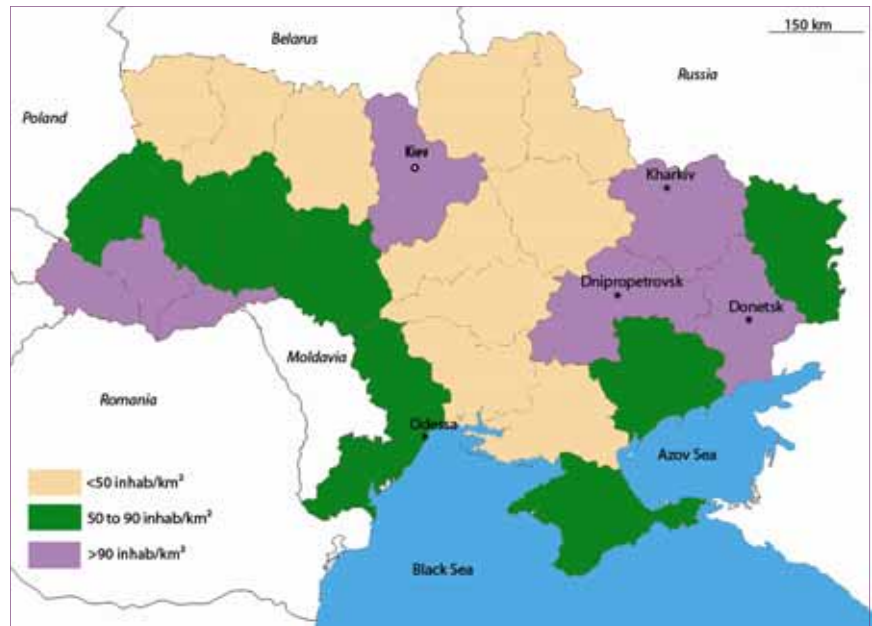 150 km
Belarus
Russia
Poland
Kiev
Kharkiv
Dnipropetrovsk
Donetsk
Moldavia
Romania
Odessa
Azov Sea
<50 inhab/km²
50 to 90 inhab/km²
>90 inhab/km²
Black Sea